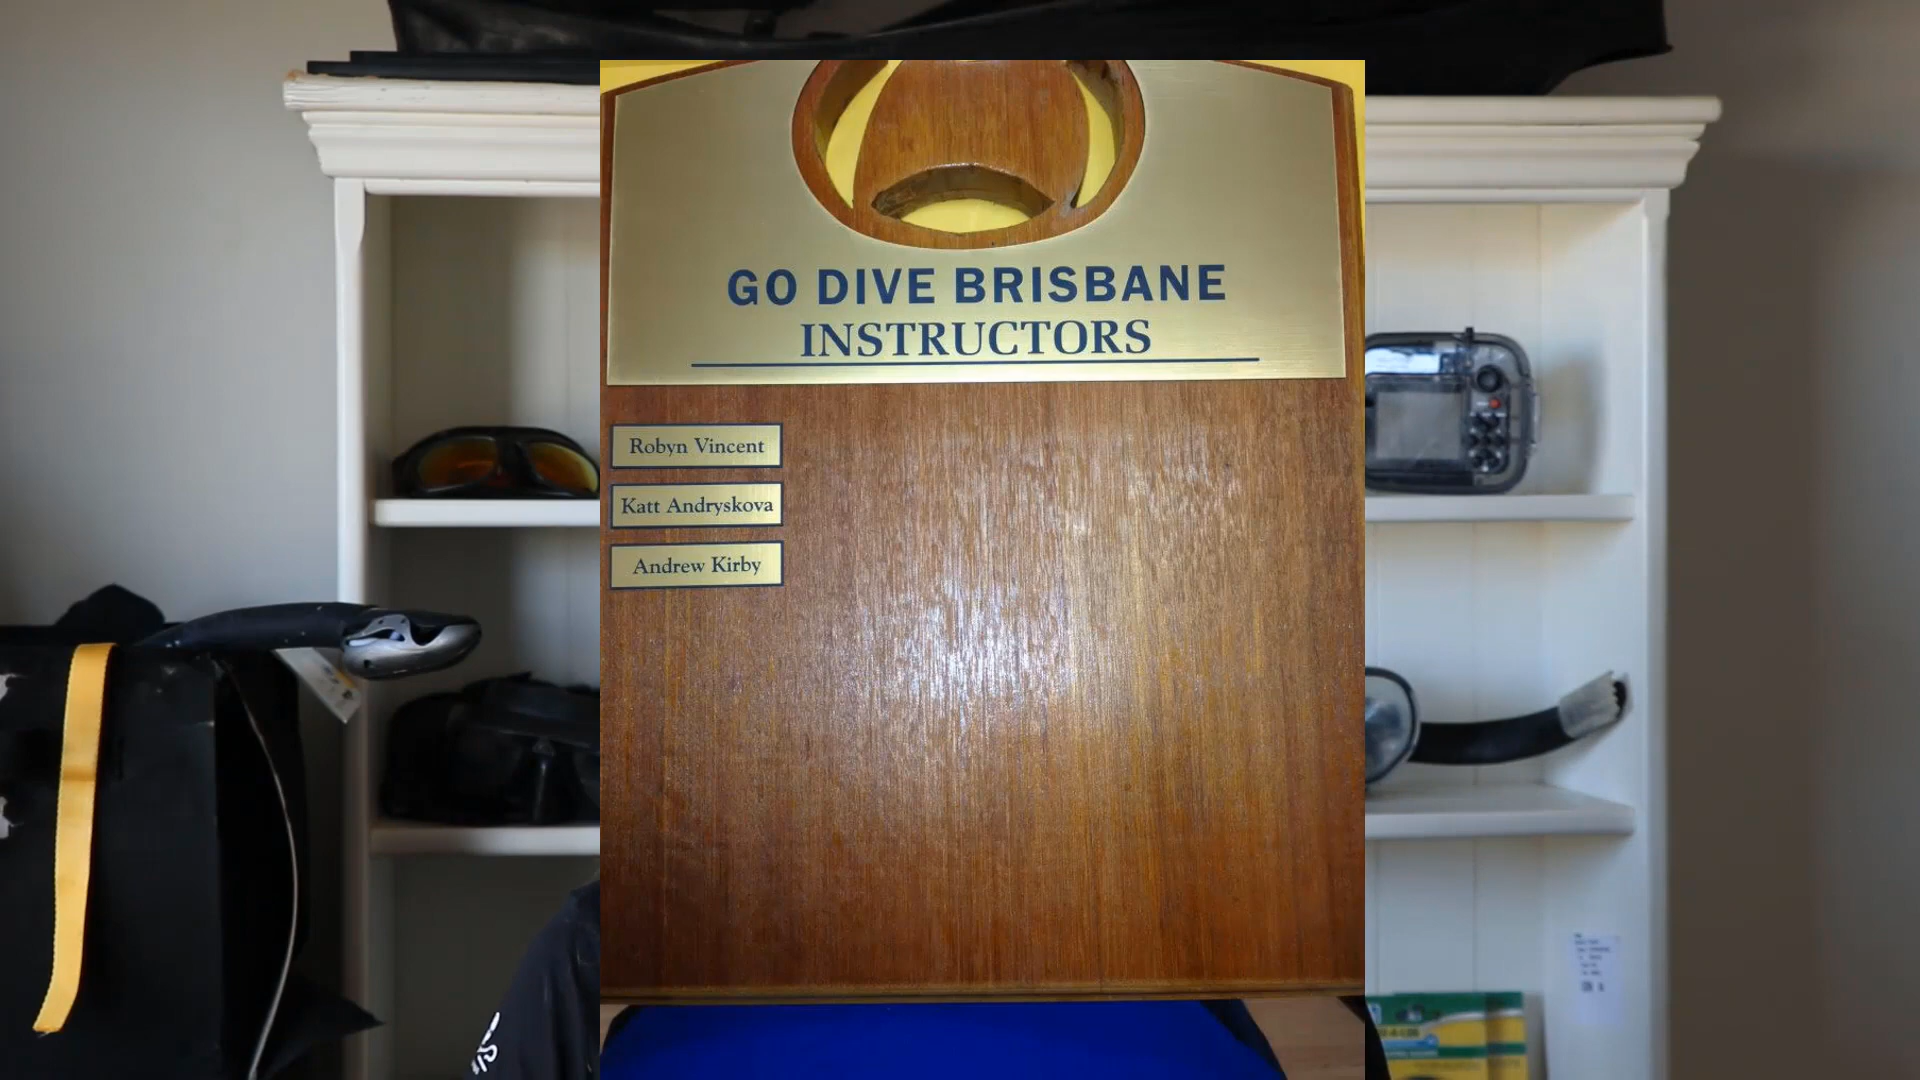 GO DIVE BRISBANE
INSTRUCTORS
Robyn Vincent
Katt Andryskova
Andrew Kirby